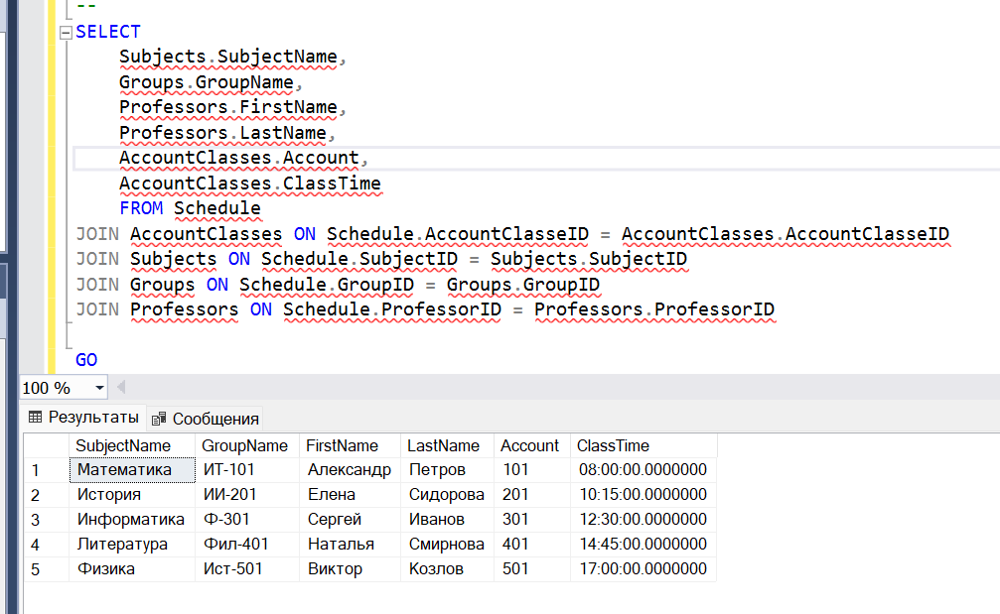 --
SELECT
Subjects.SubjectName,
Groups.GroupName,
Professors.FirstName,
Professors.LastName,
AccountClasses.Account,
AccountClasses.ClassTime
FROM Schedule
JOIN AccountClasses ON Schedule.AccountClasseID = AccountClasses.AccountClasseID
JOIN Subjects ON Schedule.SubjectID = Subjects.SubjectID
JOIN Groups ON Schedule.GroupID = Groups.GroupID
JOIN Professors ON Schedule.ProfessorID = Professors.ProfessorID
GO
100 %
Результаты Сообщения
SubjectName GroupName FirstName LastName Account ClassTime
1 Математика ИТ-101 Александр Петров 101 08:00:00.0000000
2 История ИИ-201 Елена Сидорова 201 10:15:00.0000000
3 Информатика Ф-301 Сергей Иванов 301 12:30:00.0000000
4 Литература Фил-401 Наталья Смирнова 401 14:45:00.0000000
5 Физика Ист-501 Виктор Козлов 501 17:00:00.0000000